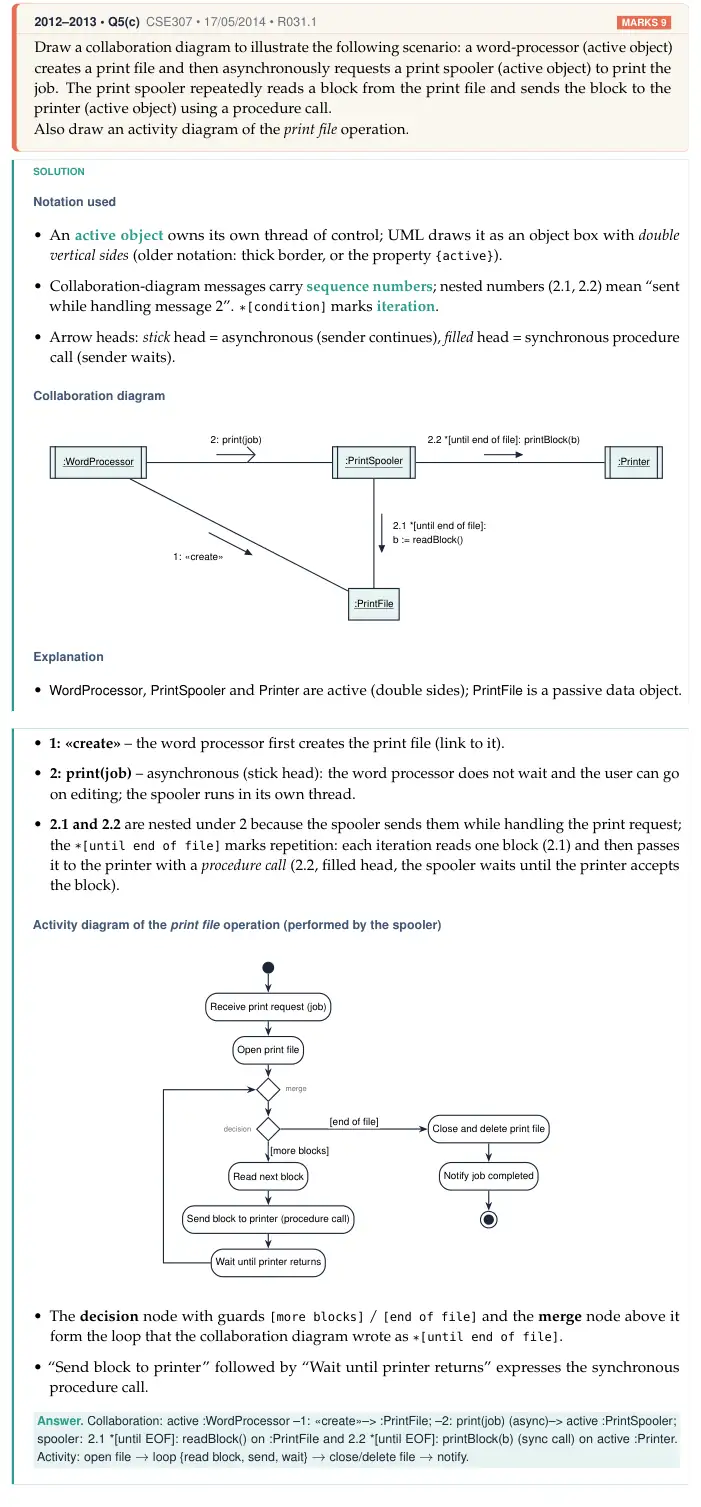 2012–2013 • Q5(c) CSE307 • 17/05/2014 • R031.1 MARKS 9
Draw a collaboration diagram to illustrate the following scenario: a word-processor (active object)
creates a print file and then asynchronously requests a print spooler (active object) to print the
job. The print spooler repeatedly reads a block from the print file and sends the block to the
printer (active object) using a procedure call.
Also draw an activity diagram of the print file operation.
SOLUTION
Notation used
• An active object owns its own thread of control; UML draws it as an object box with double
vertical sides (older notation: thick border, or the property {active}).
• Collaboration-diagram messages carry sequence numbers; nested numbers (2.1, 2.2) mean “sent
while handling message 2”. *[condition] marks iteration.
• Arrow heads: stick head = asynchronous (sender continues), filled head = synchronous procedure
call (sender waits).
Collaboration diagram
2: print(job)
2.2 *[until end of file]: printBlock(b)
:WordProcessor
:PrintSpooler
:Printer
2.1 *[until end of file]:
b := readBlock()
1: «create»
:PrintFile
Explanation
• WordProcessor, PrintSpooler and Printer are active (double sides); PrintFile is a passive data object.
• 1: «create» – the word processor first creates the print file (link to it).
• 2: print(job) – asynchronous (stick head): the word processor does not wait and the user can go
on editing; the spooler runs in its own thread.
• 2.1 and 2.2 are nested under 2 because the spooler sends them while handling the print request;
the *[until end of file] marks repetition: each iteration reads one block (2.1) and then passes
it to the printer with a procedure call (2.2, filled head, the spooler waits until the printer accepts
the block).
Activity diagram of the print file operation (performed by the spooler)
Receive print request (job)
Open print file
merge
decision
[end of file]
Close and delete print file
[more blocks]
Read next block
Notify job completed
Send block to printer (procedure call)
Wait until printer returns
• The decision node with guards [more blocks] / [end of file] and the merge node above it
form the loop that the collaboration diagram wrote as *[until end of file].
• “Send block to printer” followed by “Wait until printer returns” expresses the synchronous
procedure call.
Answer. Collaboration: active :WordProcessor –1: «create»–> :PrintFile; –2: print(job) (async)–> active :PrintSpooler;
spooler: 2.1 *[until EOF]: readBlock() on :PrintFile and 2.2 *[until EOF]: printBlock(b) (sync call) on active :Printer.
Activity: open file → loop {read block, send, wait} → close/delete file → notify.